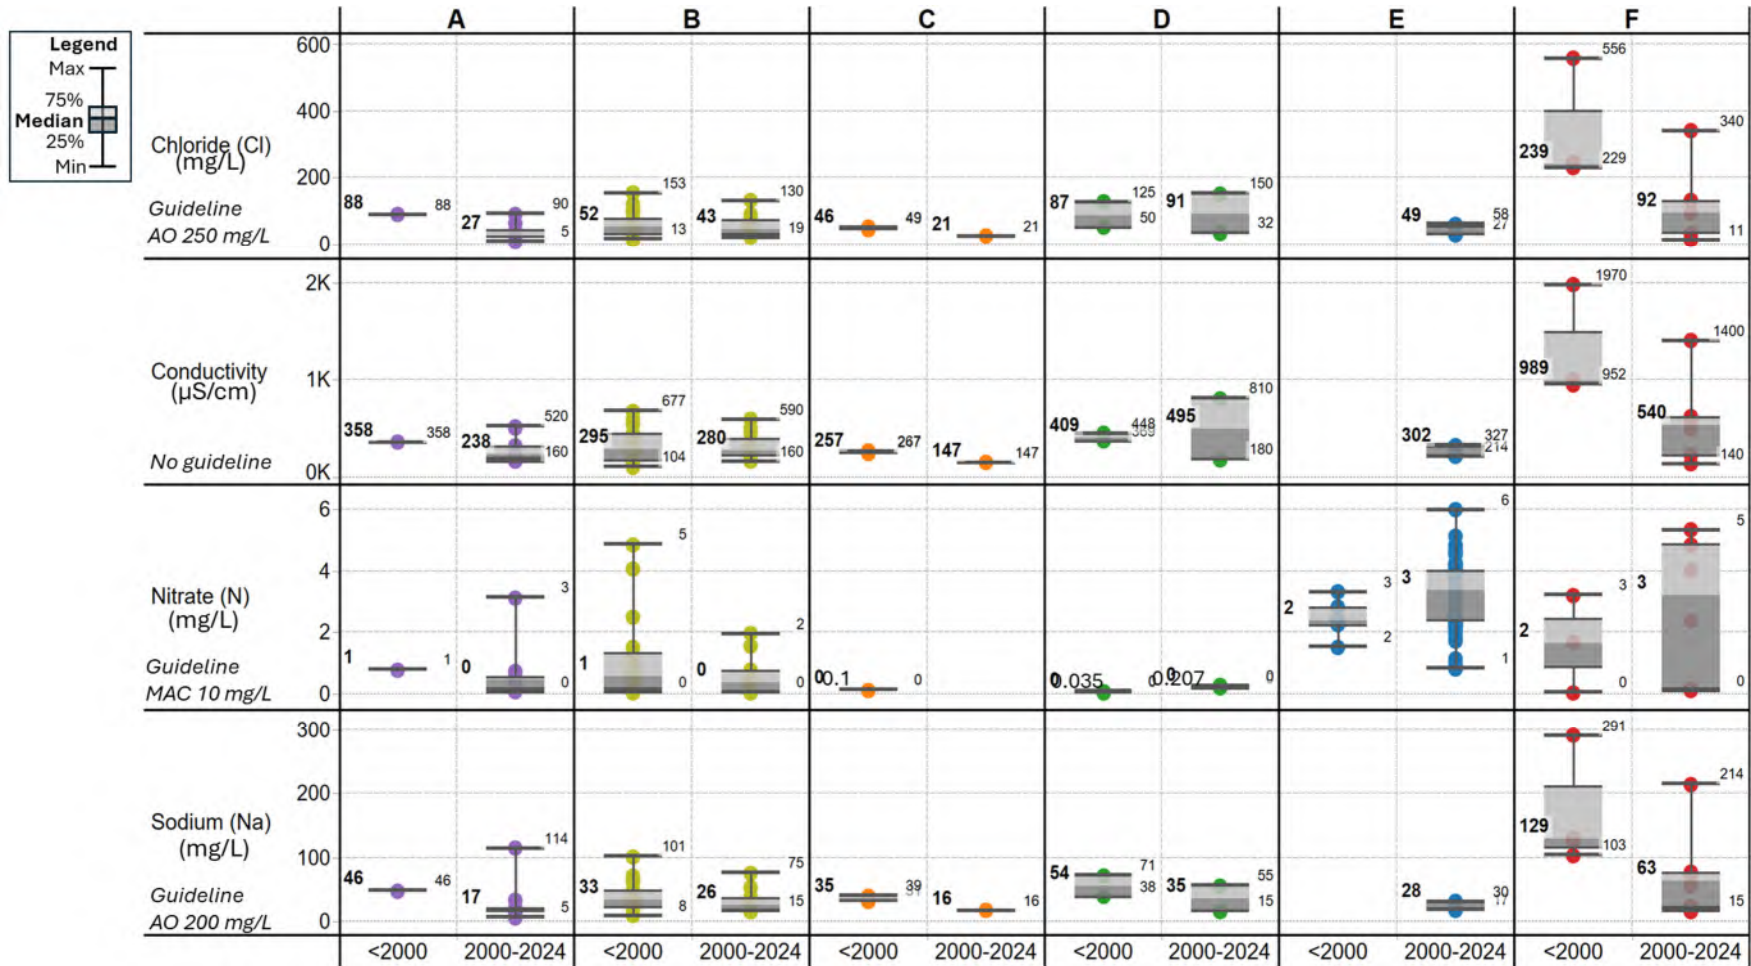 A B C D E F
Legend
Max
75%
Median
25%
Min
600
400
200
0
Chloride (Cl)
(mg/L)
Guideline
AO 250 mg/L
88 88
27 90 5
52 153 13
43 130 19
46 49
21 21
87 125 50
91 150 32
49 58 27
239 556 229
92 340 11
2K
1K
0K
Conductivity
(µS/cm)
No guideline
358 358
238 520 160
295 677 104
280 590 160
257 267
147 147
409 448 369
495 810 180
302 327 214
989 1970 952
540 1400 140
6
4
2
0
Nitrate (N)
(mg/L)
Guideline
MAC 10 mg/L
1 1
0 3 0
1 5 0
0 2 0
0 0.1 0
0 0.035 0
0 0.207 0
2 3 2
3 6 1
2 3 0
3 5 0
300
200
100
0
Sodium (Na)
(mg/L)
Guideline
AO 200 mg/L
46 46
17 114 5
33 101 8
26 75 15
35 39 31
16 16
54 71 38
35 55 15
28 30 17
129 291 103
63 214 15
<2000 2000-2024 <2000 2000-2024 <2000 2000-2024 <2000 2000-2024 <2000 2000-2024 <2000 2000-2024